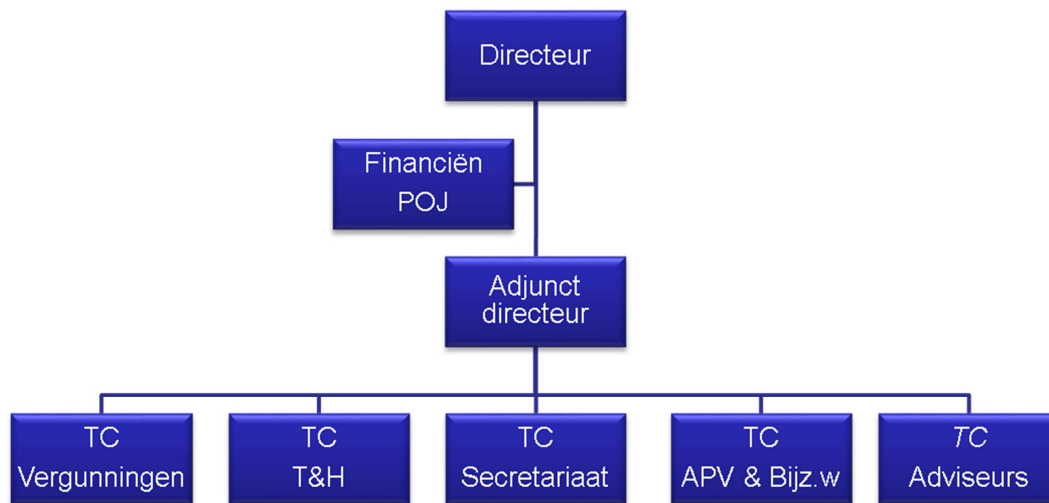 Directeur
Financiën
POJ
Adjunct
directeur
TC
Vergunningen
TC
T&H
TC
Secretariaat
TC
APV & Bijz.w
TC
Adviseurs